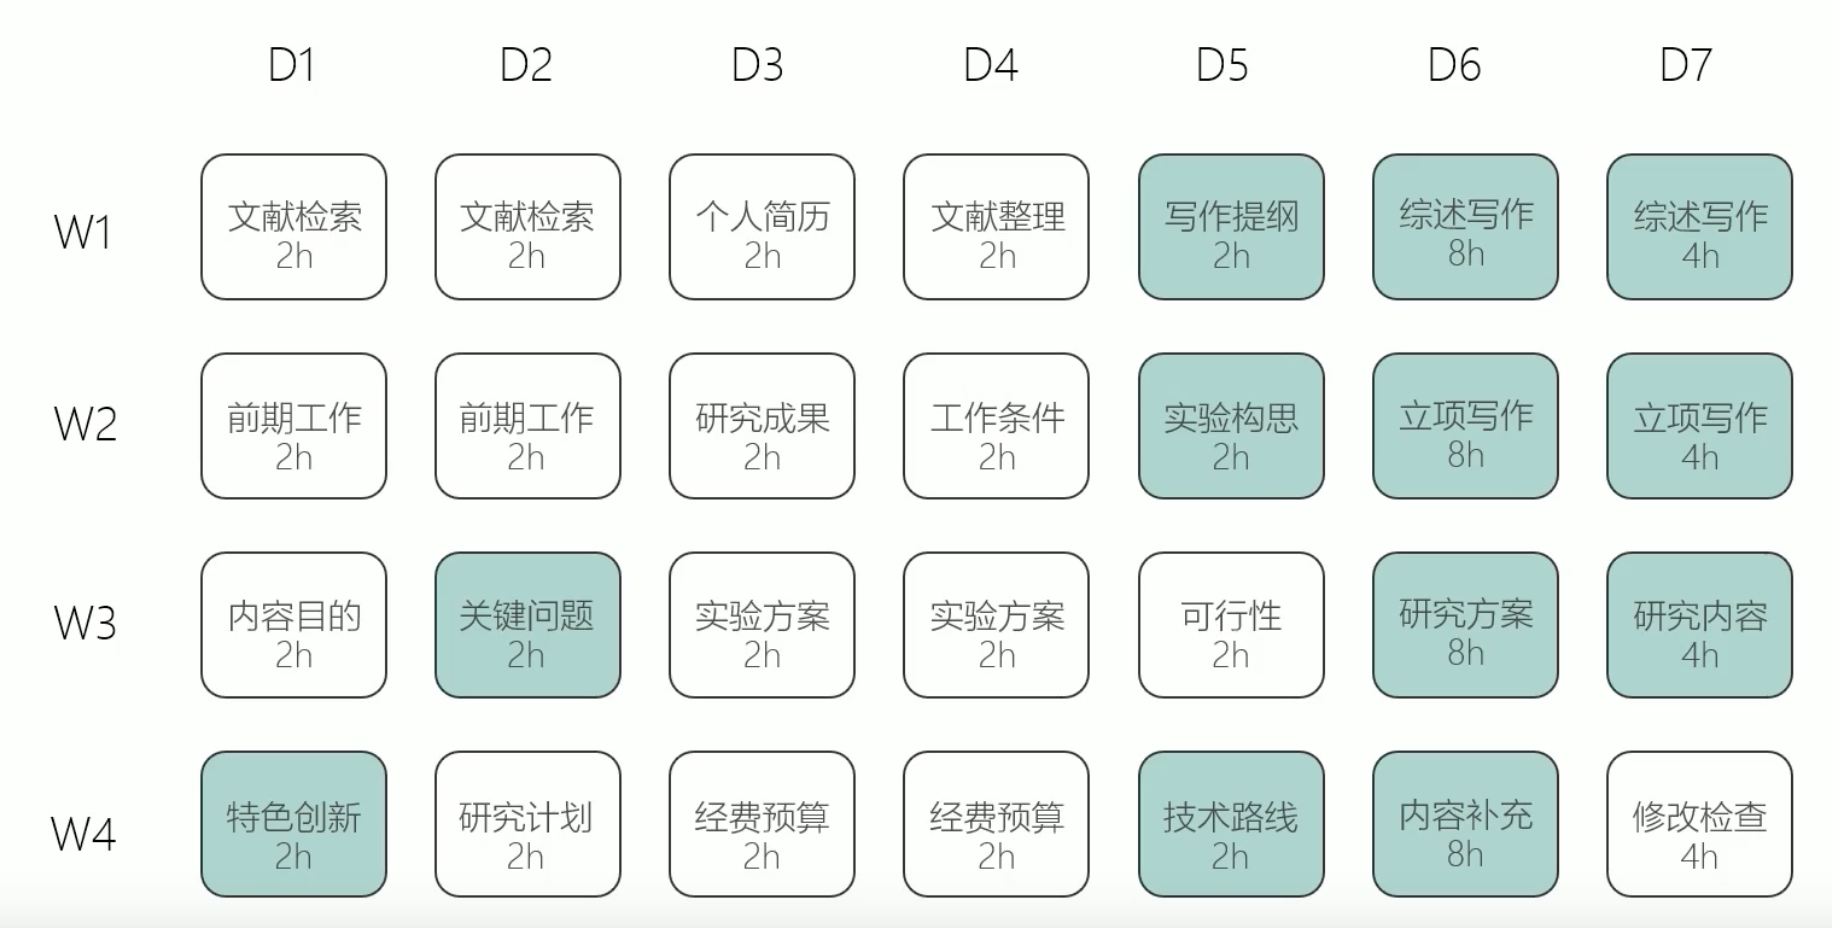 D1 D2 D3 D4 D5 D6 D7
W1
文献检索 文献检索 个人简历 文献整理 写作提纲 综述写作 综述写作
2h 2h 2h 2h 2h 8h 4h
W2
前期工作 前期工作 研究成果 工作条件 实验构思 立项写作 立项写作
2h 2h 2h 2h 2h 8h 4h
W3
内容目的 关键问题 实验方案 实验方案 可行性 研究方案 研究内容
2h 2h 2h 2h 2h 8h 4h
W4
特色创新 研究计划 经费预算 经费预算 技术路线 内容补充 修改检查
2h 2h 2h 2h 2h 8h 4h